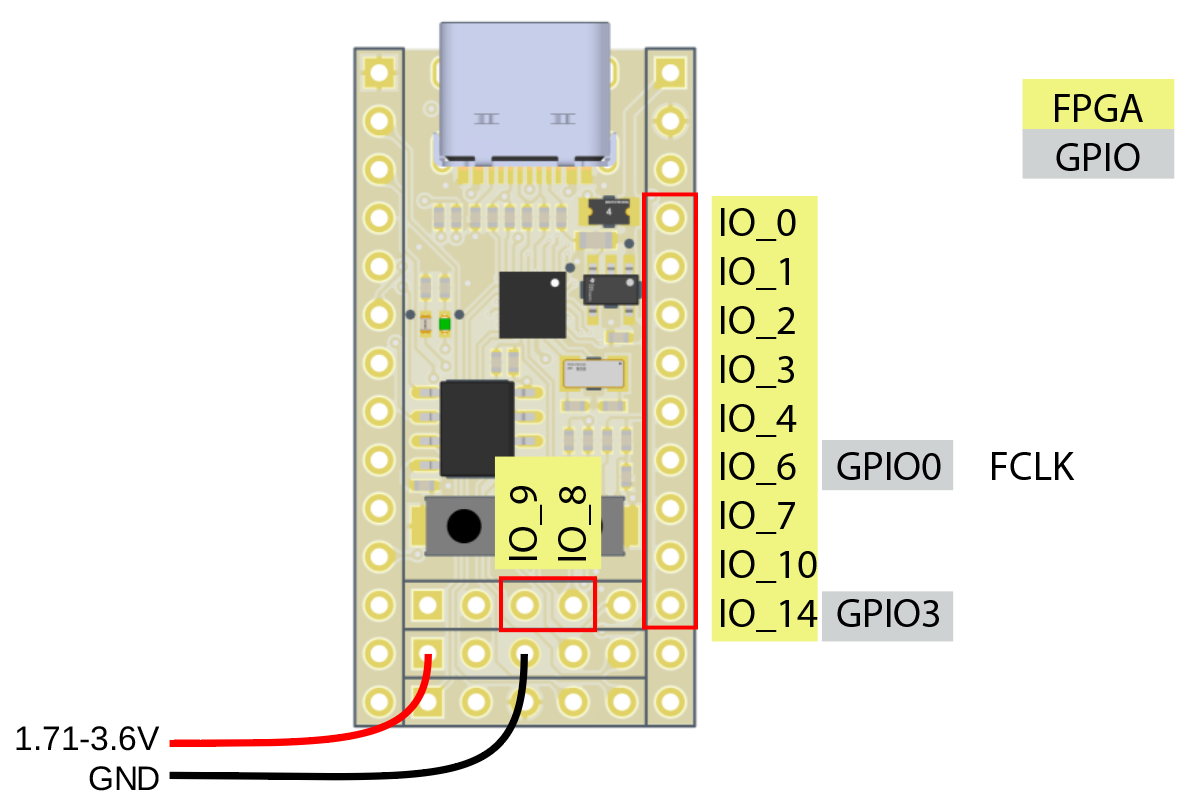 FPGA
GPIO
4
IO_0
IO_1
IO_2
IO_3
IO_4
IO_6 GPIO0 FCLK
IO_7
IO_10
IO_14 GPIO3
IO_9
IO_8
1.71-3.6V
GND